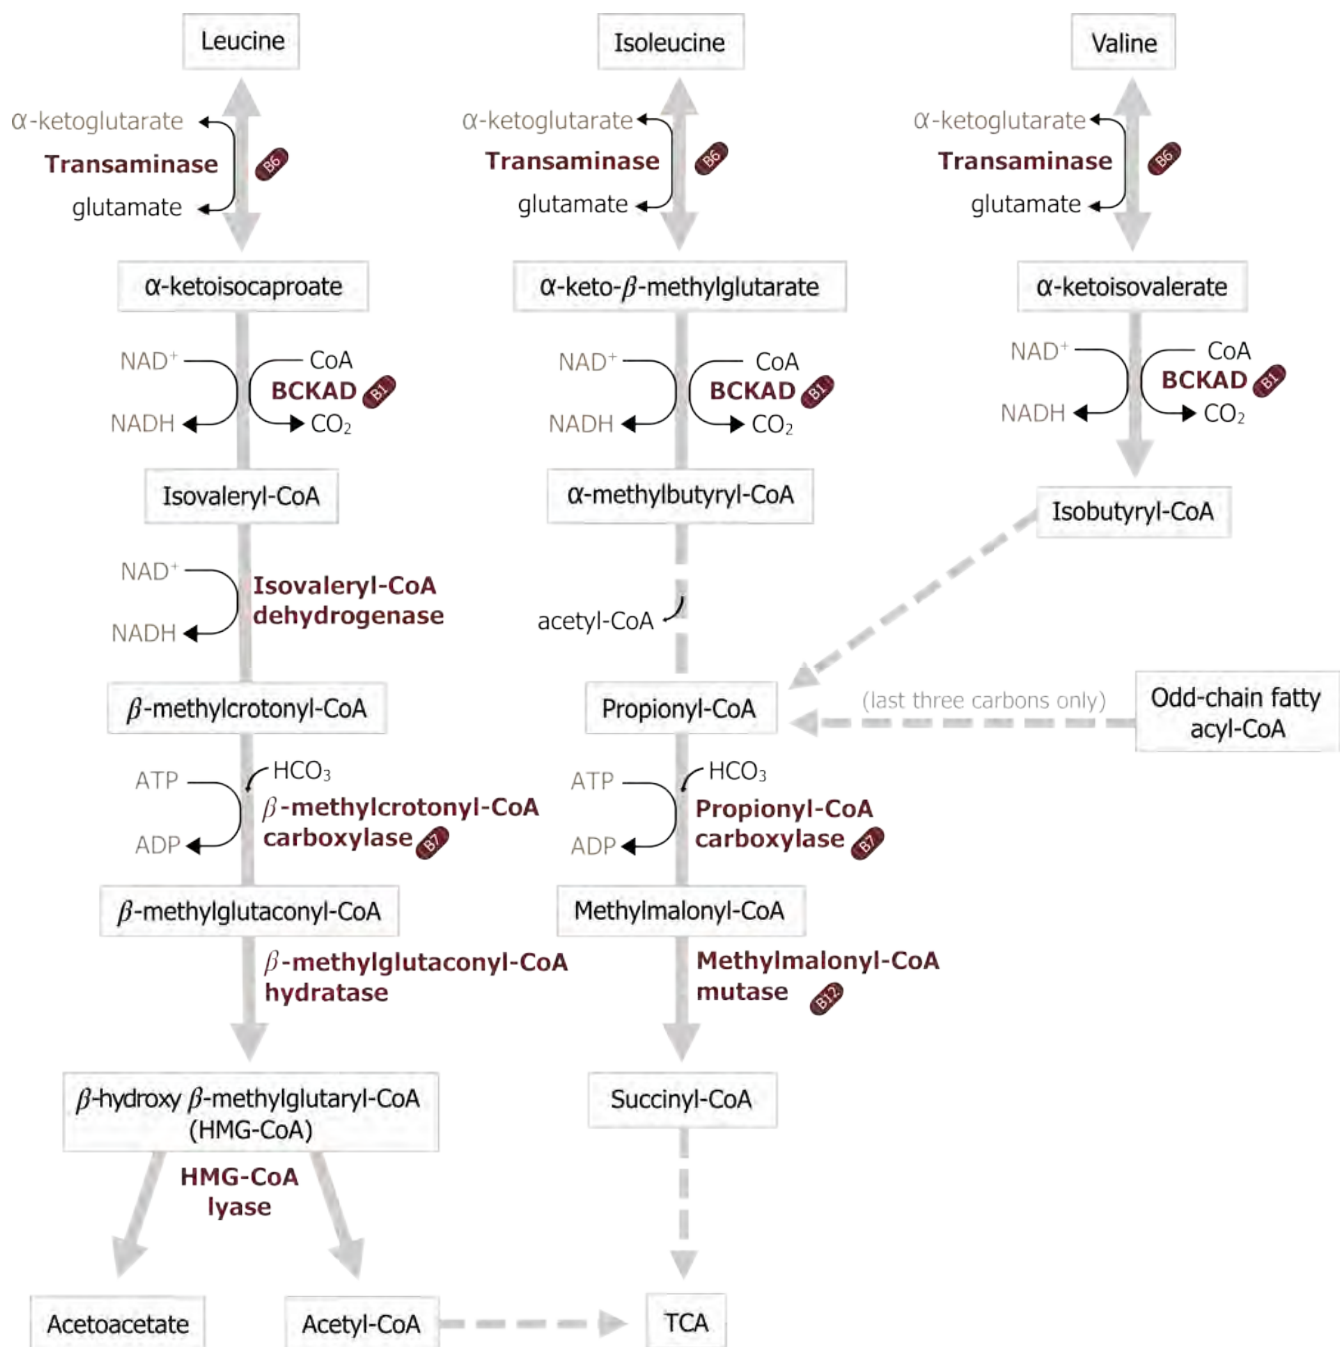 Leucine
Isoleucine
Valine
α-ketoglutarate
Transaminase
B6
glutamate
α-ketoglutarate
Transaminase
B6
glutamate
α-ketoglutarate
Transaminase
B6
glutamate
α-ketoisocaproate
α-keto-β-methylglutarate
α-ketoisovalerate
NAD⁺
CoA
BCKAD
B1
NADH
CO₂
NAD⁺
CoA
BCKAD
B1
NADH
CO₂
NAD⁺
CoA
BCKAD
B1
NADH
CO₂
Isovaleryl-CoA
α-methylbutyryl-CoA
Isobutyryl-CoA
NAD⁺
Isovaleryl-CoA
dehydrogenase
NADH
acetyl-CoA
β-methylcrotonyl-CoA
Propionyl-CoA
(last three carbons only)
Odd-chain fatty
acyl-CoA
ATP
HCO₃
β-methylcrotonyl-CoA
carboxylase
B7
ADP
ATP
HCO₃
Propionyl-CoA
carboxylase
B7
ADP
β-methylglutaconyl-CoA
Methylmalonyl-CoA
β-methylglutaconyl-CoA
hydratase
Methylmalonyl-CoA
mutase
B12
β-hydroxy β-methylglutaryl-CoA
(HMG-CoA)
Succinyl-CoA
HMG-CoA
lyase
Acetoacetate
Acetyl-CoA
TCA